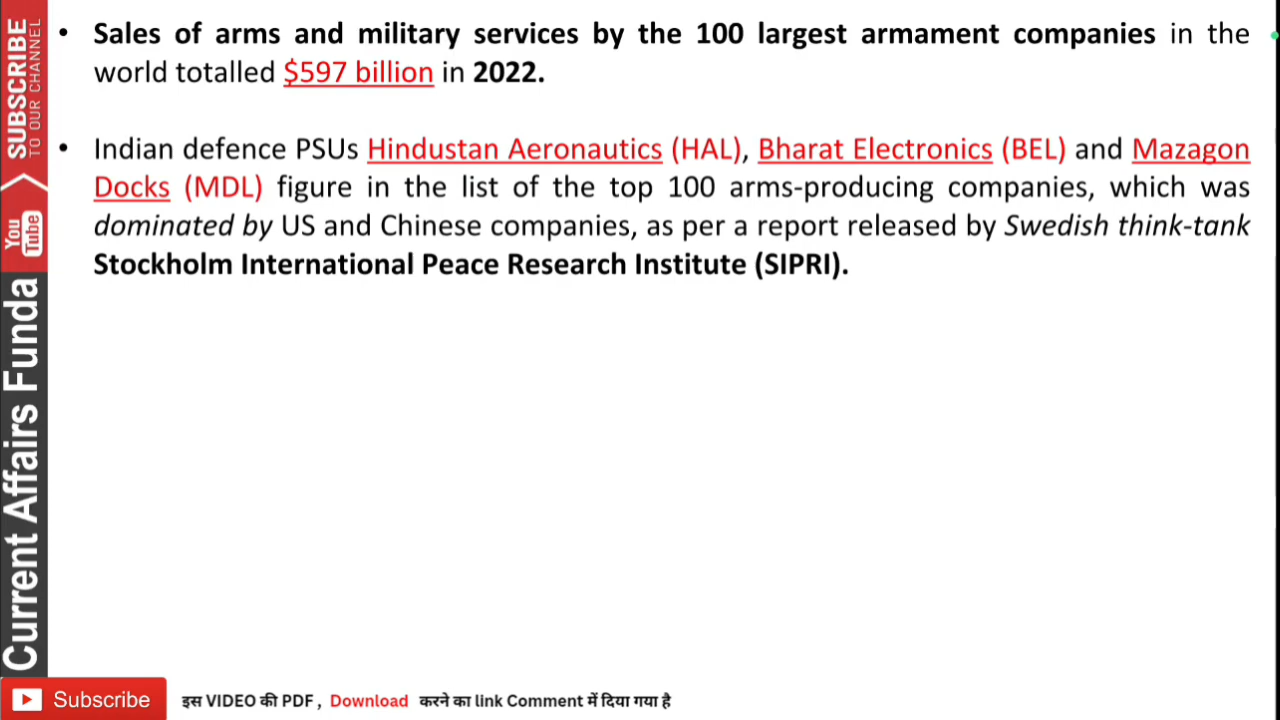 • Sales of arms and military services by the 100 largest armament companies in the
world totalled $597 billion in 2022.
• Indian defence PSUs Hindustan Aeronautics (HAL), Bharat Electronics (BEL) and Mazagon
Docks (MDL) figure in the list of the top 100 arms-producing companies, which was
dominated by US and Chinese companies, as per a report released by Swedish think-tank
Stockholm International Peace Research Institute (SIPRI).
SUBSCRIBE
TO OUR CHANNEL
You Tube
Current Affairs Funda
Subscribe
इस VIDEO की PDF , Download करने का link Comment में दिया गया है